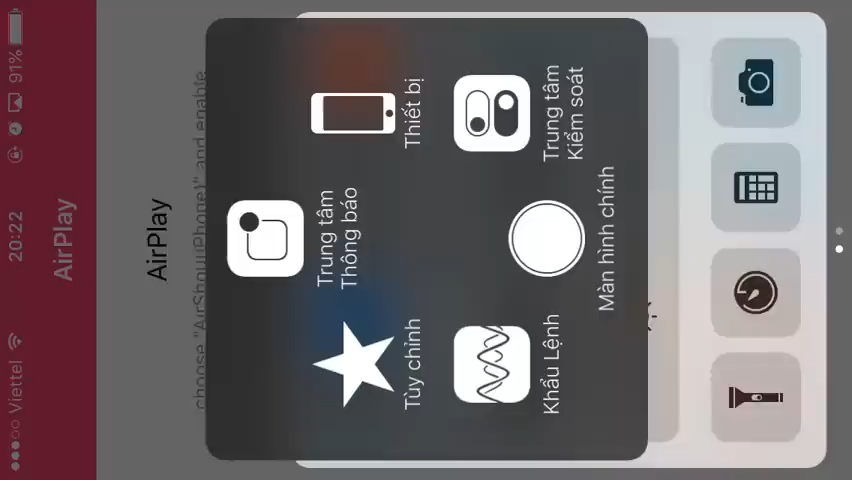 Viettel
20:22
91%
AirPlay
AirPlay
choose "AirShou(iPhone)" and enable
Trung tâm
Thông báo
Tùy chỉnh
Thiết bị
Khẩu Lệnh
Trung tâm
Kiểm soát
Màn hình chính